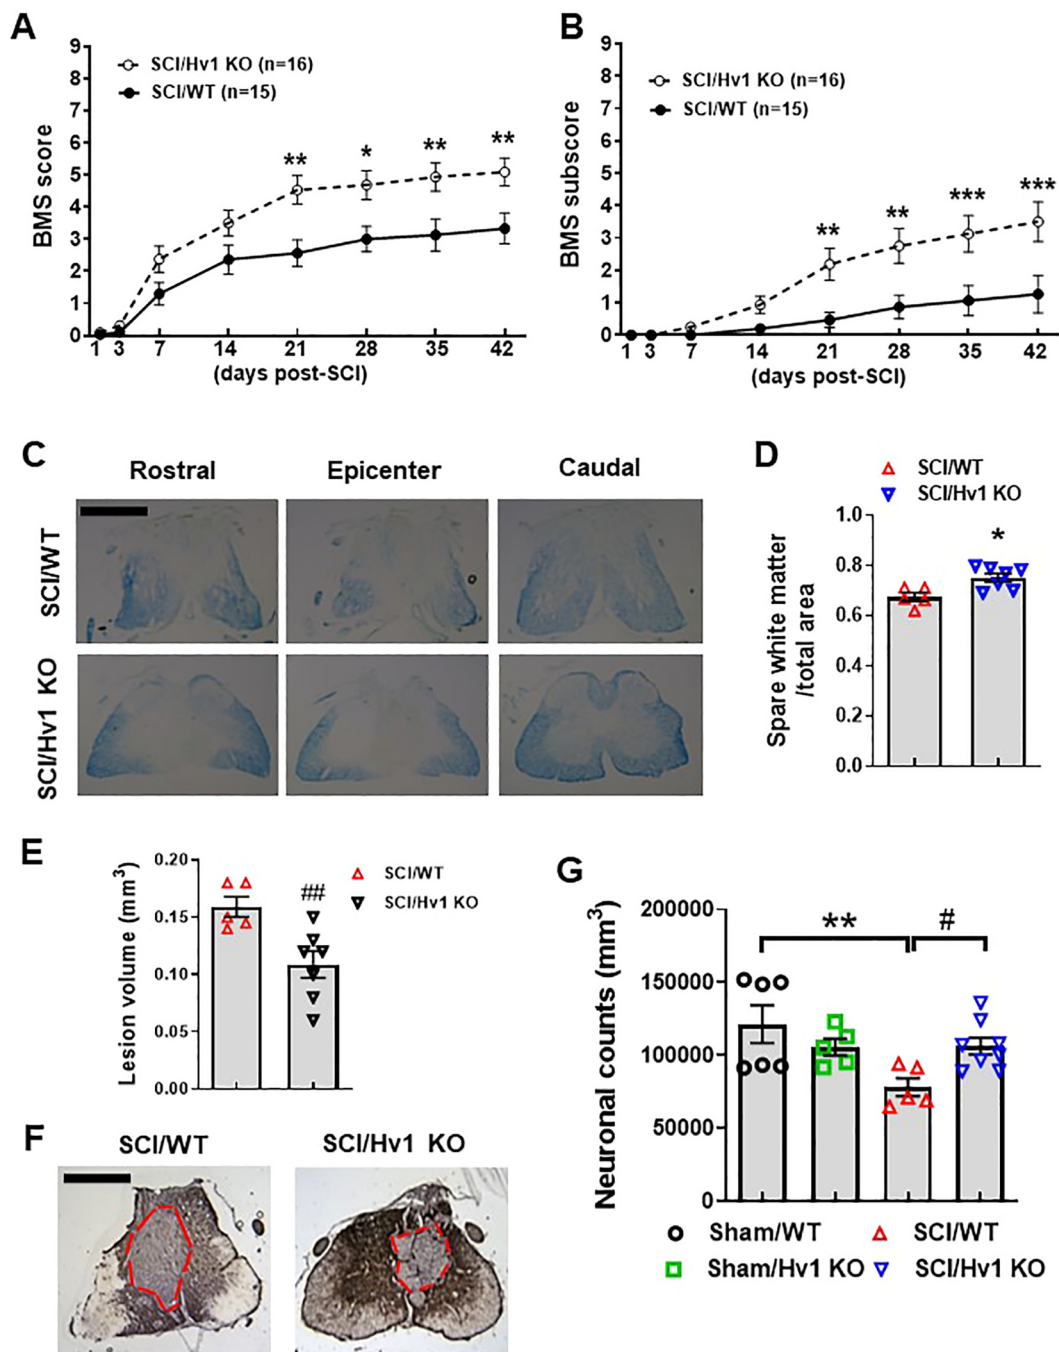 A
9
8
7
6
5
4
3
2
1
0
BMS score
SCI/Hv1 KO (n=16)
SCI/WT (n=15)
** * ** **
1 3 7 14 21 28 35 42
(days post-SCI)
B
9
8
7
6
5
4
3
2
1
0
BMS subscore
SCI/Hv1 KO (n=16)
SCI/WT (n=15)
** ** *** ***
1 3 7 14 21 28 35 42
(days post-SCI)
C
Rostral Epicenter Caudal
SCI/WT
SCI/Hv1 KO
D
SCI/WT
SCI/Hv1 KO
Spare white matter
/total area
1.0
0.8
0.6
0.4
0.2
0.0
*
E
Lesion volume (mm3)
0.20
0.15
0.10
0.05
0.00
##
SCI/WT
SCI/Hv1 KO
F
SCI/WT SCI/Hv1 KO
G
Neuronal counts (mm3)
200000
150000
100000
50000
0
** #
Sham/WT SCI/WT
Sham/Hv1 KO SCI/Hv1 KO